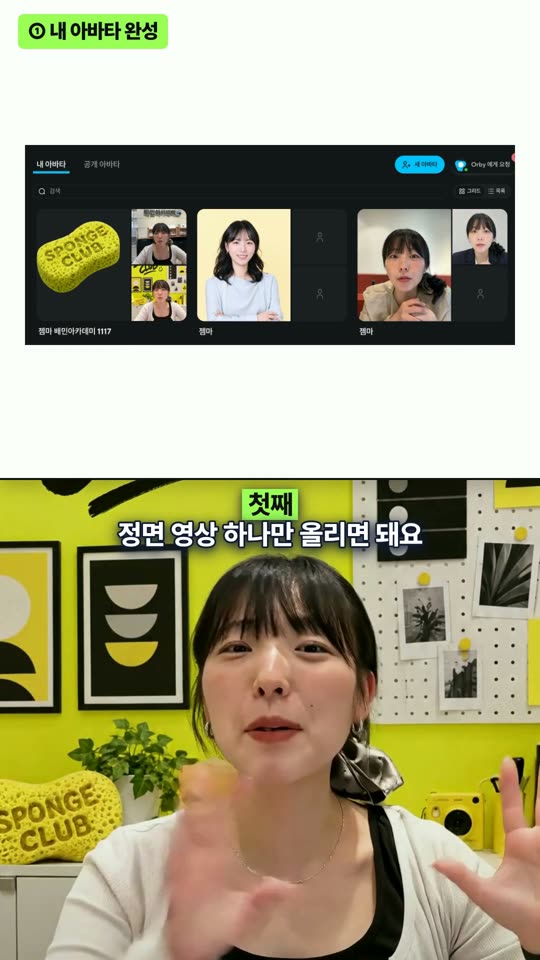 ① 내 아바타 완성
내 아바타 공개 아바타
새 아바타
Orby 에게 요청
검색
그리드 목록
SPONGE CLUB
젬마 배민아카데미 1117
젬마
젬마
첫째
정면 영상 하나만 올리면 돼요
SPONGE
CLUB